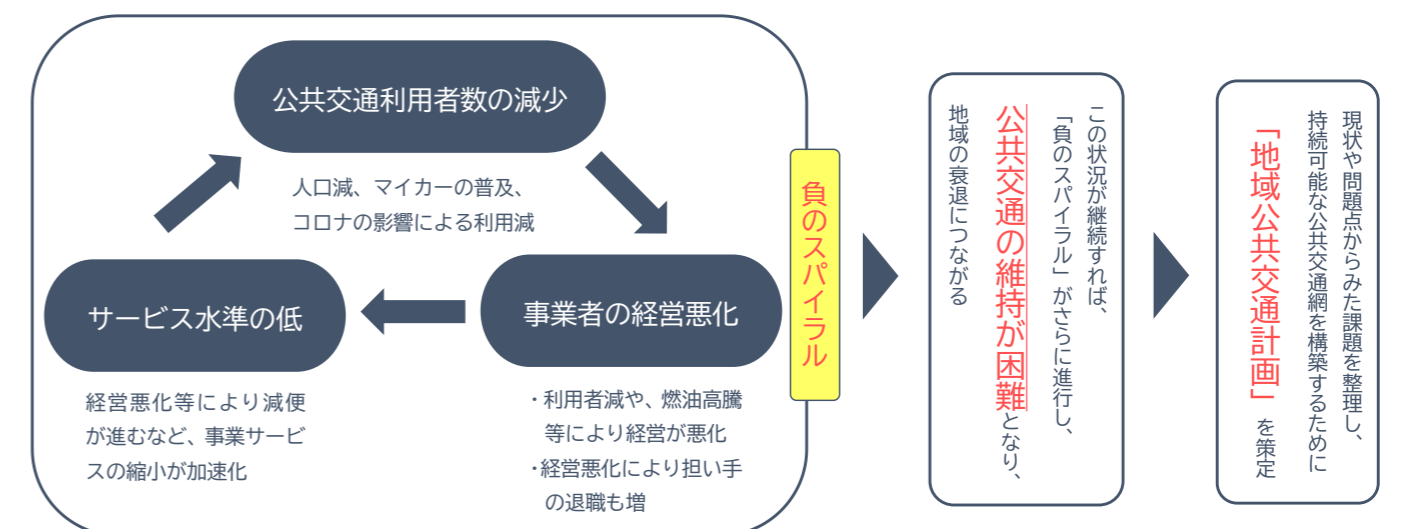 公共交通利用者数の減少
人口減、マイカーの普及、
コロナの影響による利用減
事業者の経営悪化
・利用者減や、燃油高騰
等により経営が悪化
・経営悪化により担い手
の退職も増
サービス水準の低
経営悪化等により減便
が進むなど、事業サービ
スの縮小が加速化
負のスパイラル
この状況が継続すれば、
「負のスパイラル」がさらに進行し、
公共交通の維持が困難となり、
地域の衰退につながる
現状や問題点からみた課題を整理し、
持続可能な公共交通網を構築するために
「地域公共交通計画」を策定